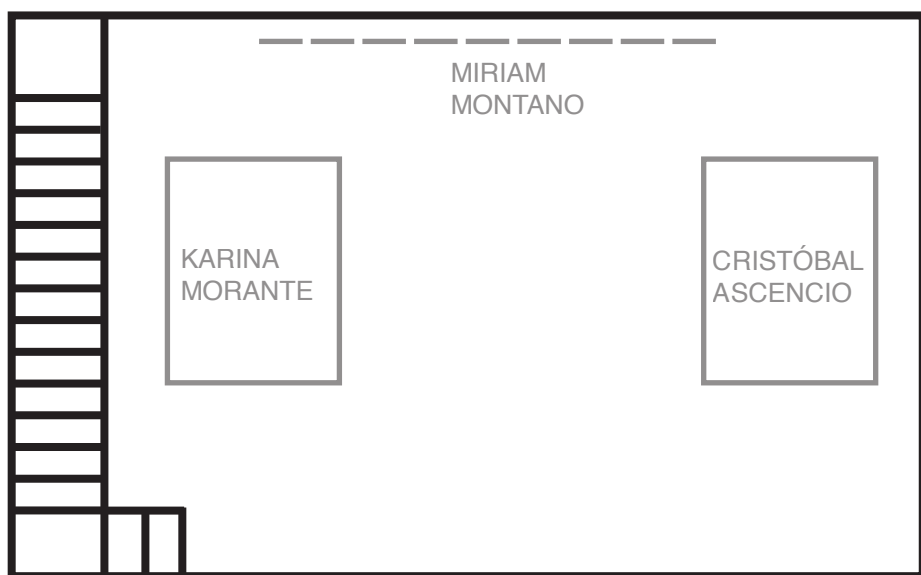 MIRIAM
MONTANO
KARINA
MORANTE
CRISTÓBAL
ASCENCIO